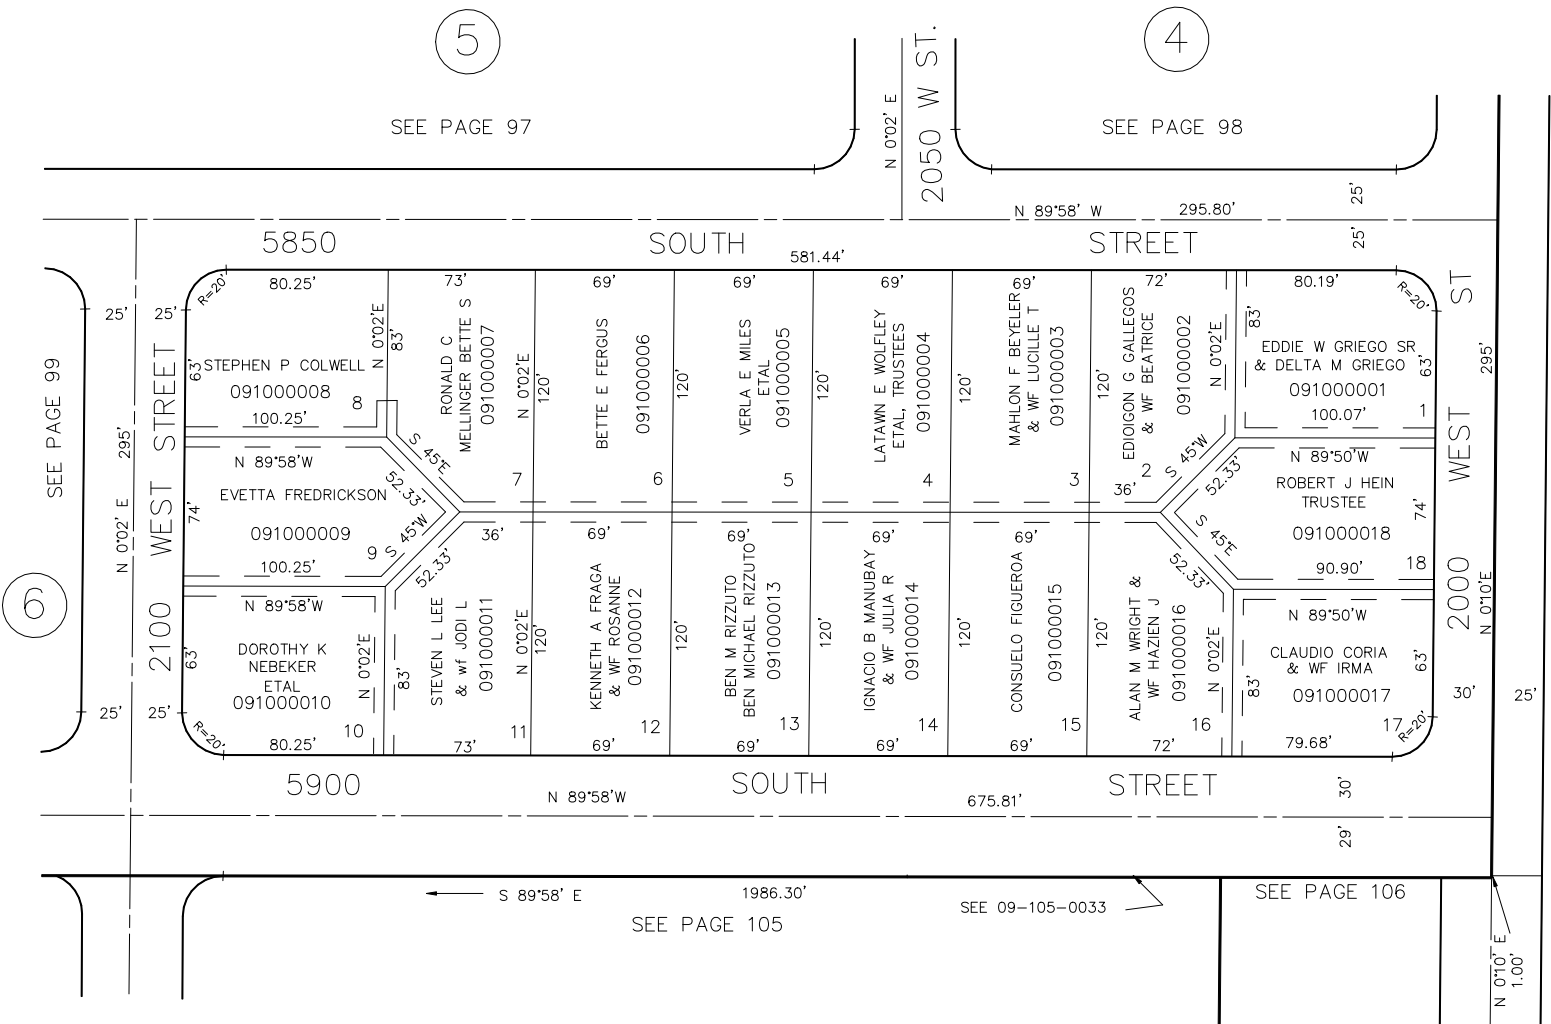 5
4
SEE PAGE 97
SEE PAGE 98
N 0°02' E
2050 W ST.
25'
N 89°58' W
295.80'
25'
5850
SOUTH
STREET
581.44'
R=20'
80.25'
73'
69'
69'
69'
69'
72'
80.19'
R=20'
ST
25'
25'
63'
STEPHEN P COLWELL
091000008
100.25'
8
N 0°02'E
83'
RONALD C
MELLINGER BETTE S
091000007
N 0°02'E
120'
7
BETTE E FERGUS
091000006
120'
6
VERLA E MILES
ETAL
091000005
120'
5
LATAWN E WOLFLEY
ETAL, TRUSTEES
091000004
120'
4
MAHLON F BEYELER
& WF LUCILLE T
091000003
120'
3
EDIOIGON G GALLEGOS
& WF BEATRICE
091000002
N 0°02'E
2
83'
EDDIE W GRIEGO SR
& DELTA M GRIEGO
091000001
100.07'
1
63'
295'
SEE PAGE 99
295'
N 0°02' E
2100 WEST STREET
N 89°58'W
S 45°E
52.33'
EVETTA FREDRICKSON
091000009
74'
9
S 45°W
52.33'
100.25'
36'
36'
S 45°W
52.33'
N 89°50'W
ROBERT J HEIN
TRUSTEE
091000018
74'
S 45°E
52.33'
90.90'
18
2000 WEST
N 0°10'E
6
N 89°58'W
DOROTHY K
NEBEKER
ETAL
091000010
63'
N 0°02'E
10
83'
STEVEN L LEE
& wf JODI L
091000011
N 0°02'E
120'
11
69'
KENNETH A FRAGA
& WF ROSANNE
091000012
120'
12
69'
BEN M RIZZUTO
BEN MICHAEL RIZZUTO
091000013
120'
13
69'
IGNACIO B MANUBAY
& WF JULIA R
091000014
120'
14
69'
CONSUELO FIGUEROA
091000015
120'
15
ALAN M WRIGHT &
WF HAZIEN J
091000016
N 0°02'E
16
83'
N 89°50'W
CLAUDIO CORIA
& WF IRMA
091000017
63'
17
30'
25'
25'
25'
R=20'
80.25'
73'
69'
69'
69'
69'
72'
79.68'
R=20'
5900
SOUTH
STREET
N 89°58'W
675.81'
30'
29'
S 89°58' E
1986.30'
SEE PAGE 105
SEE 09-105-0033
SEE PAGE 106
N 0°10' E
1.00'